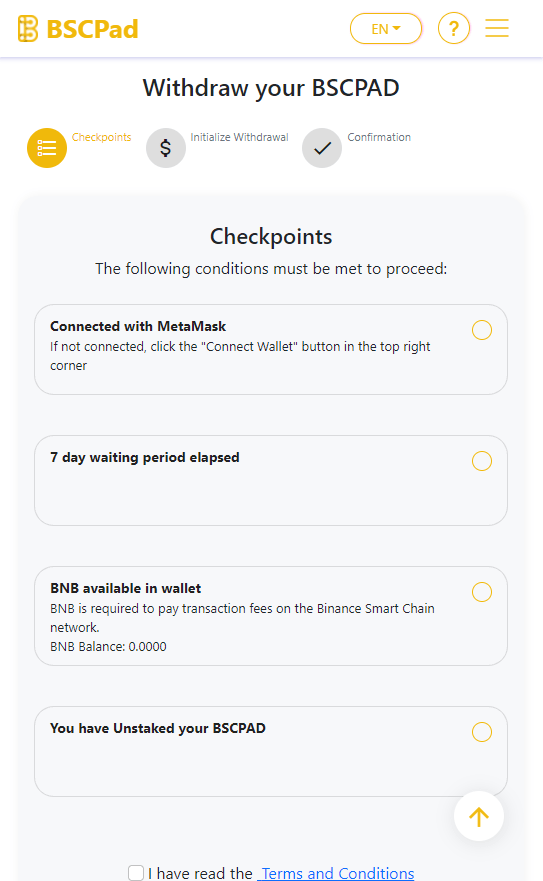 BSCPad
EN
?
Withdraw your BSCPAD
Checkpoints
$
Initialize Withdrawal
Confirmation
Checkpoints
The following conditions must be met to proceed:
Connected with MetaMask
If not connected, click the "Connect Wallet" button in the top right
corner
7 day waiting period elapsed
BNB available in wallet
BNB is required to pay transaction fees on the Binance Smart Chain
network.
BNB Balance: 0.0000
You have Unstaked your BSCPAD
I have read the Terms and Conditions